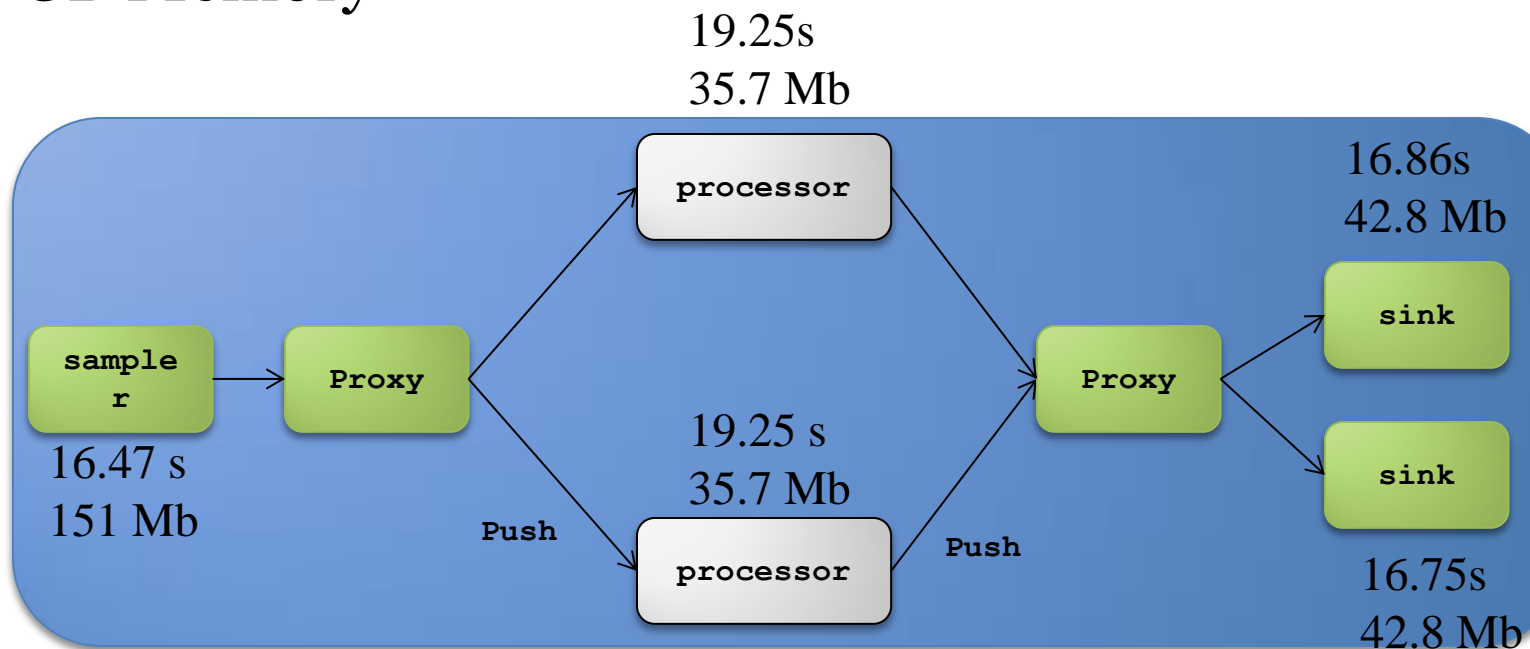 19.25s
35.7 Mb
processor
16.86s
42.8 Mb
sink
sample
r
Proxy
Proxy
16.47 s
151 Mb
19.25 s
35.7 Mb
sink
Push
Push
processor
16.75s
42.8 Mb